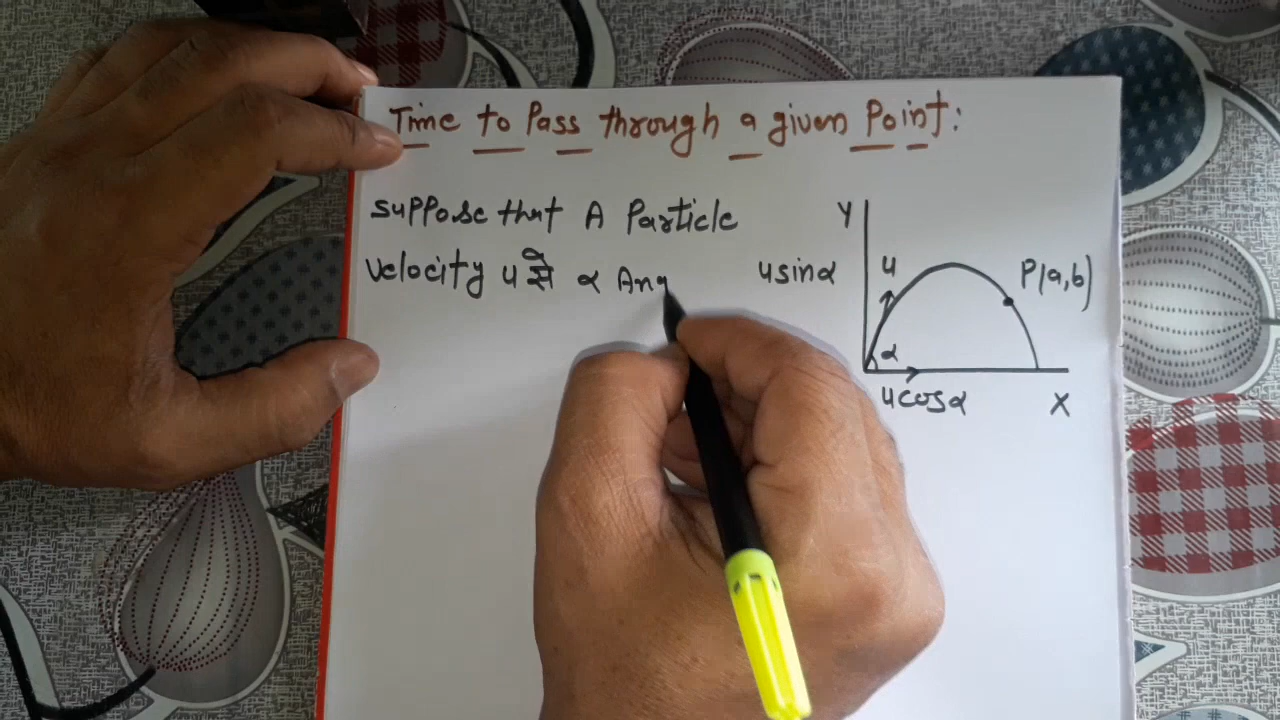 Time to Pass through a given Point:
Suppose that A Particle
Velocity u से α Ang
Y
u
usinα
P(a,b)
α
ucosα
X